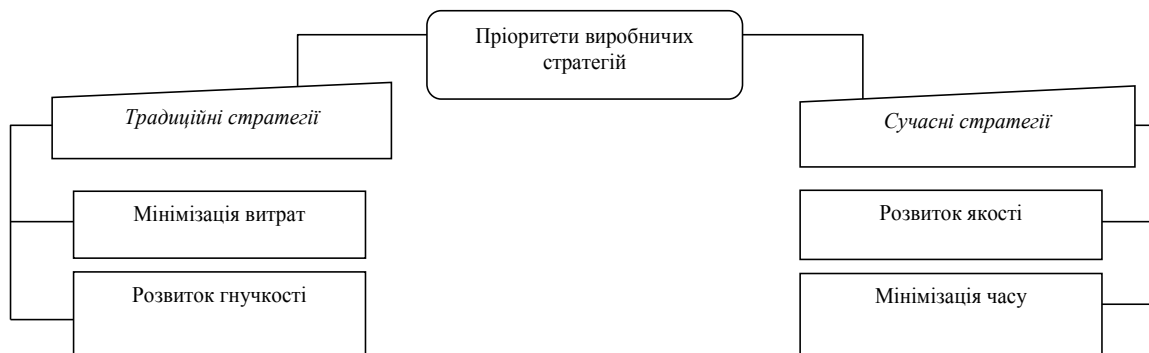 Пріоритети виробничих
стратегій
Традиційні стратегії
Сучасні стратегії
Мінімізація витрат
Розвиток якості
Розвиток гнучкості
Мінімізація часу